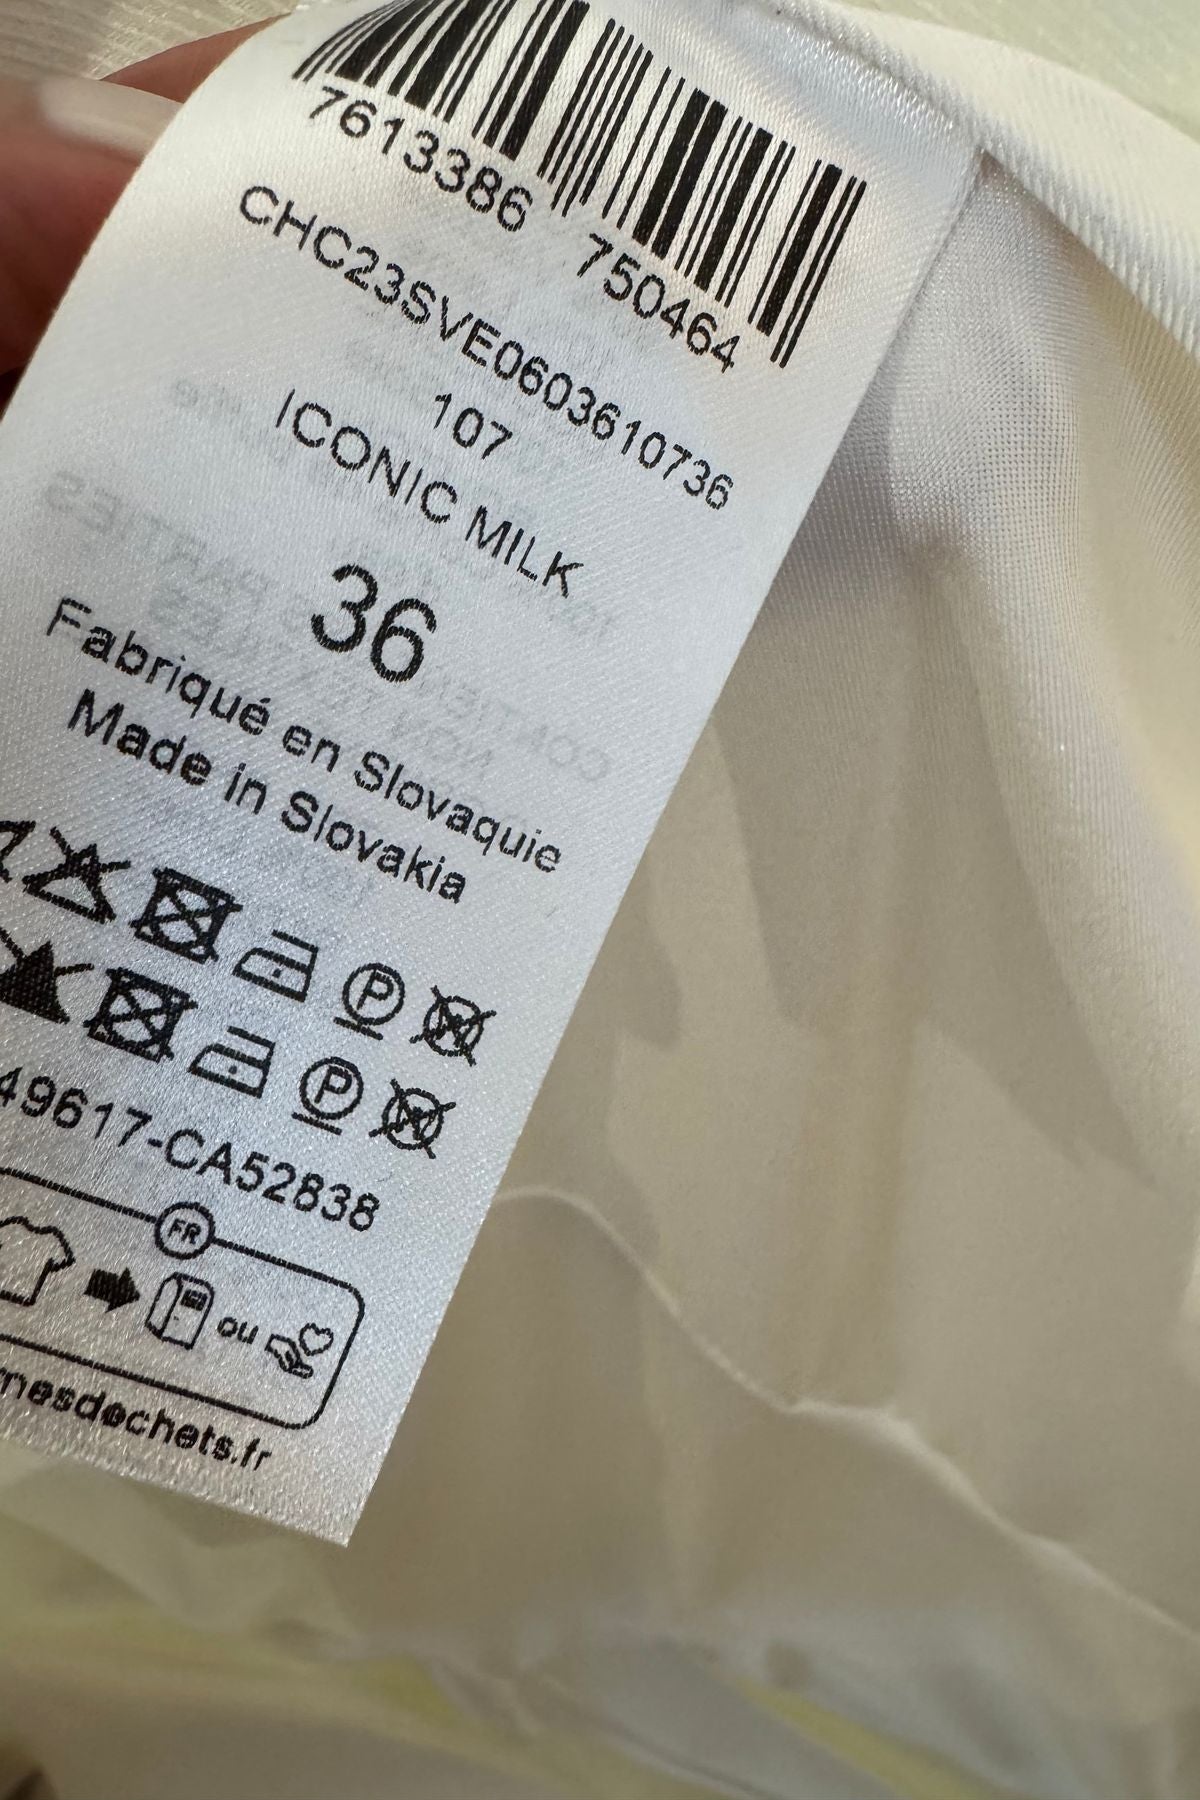 7613386 750464
CHC23SVE0603610736
107
ICONIC MILK
36
Fabriqué en Slovaquie
Made in Slovakia
P
P
49617-CA52838
FR
ou
mesdechets.fr